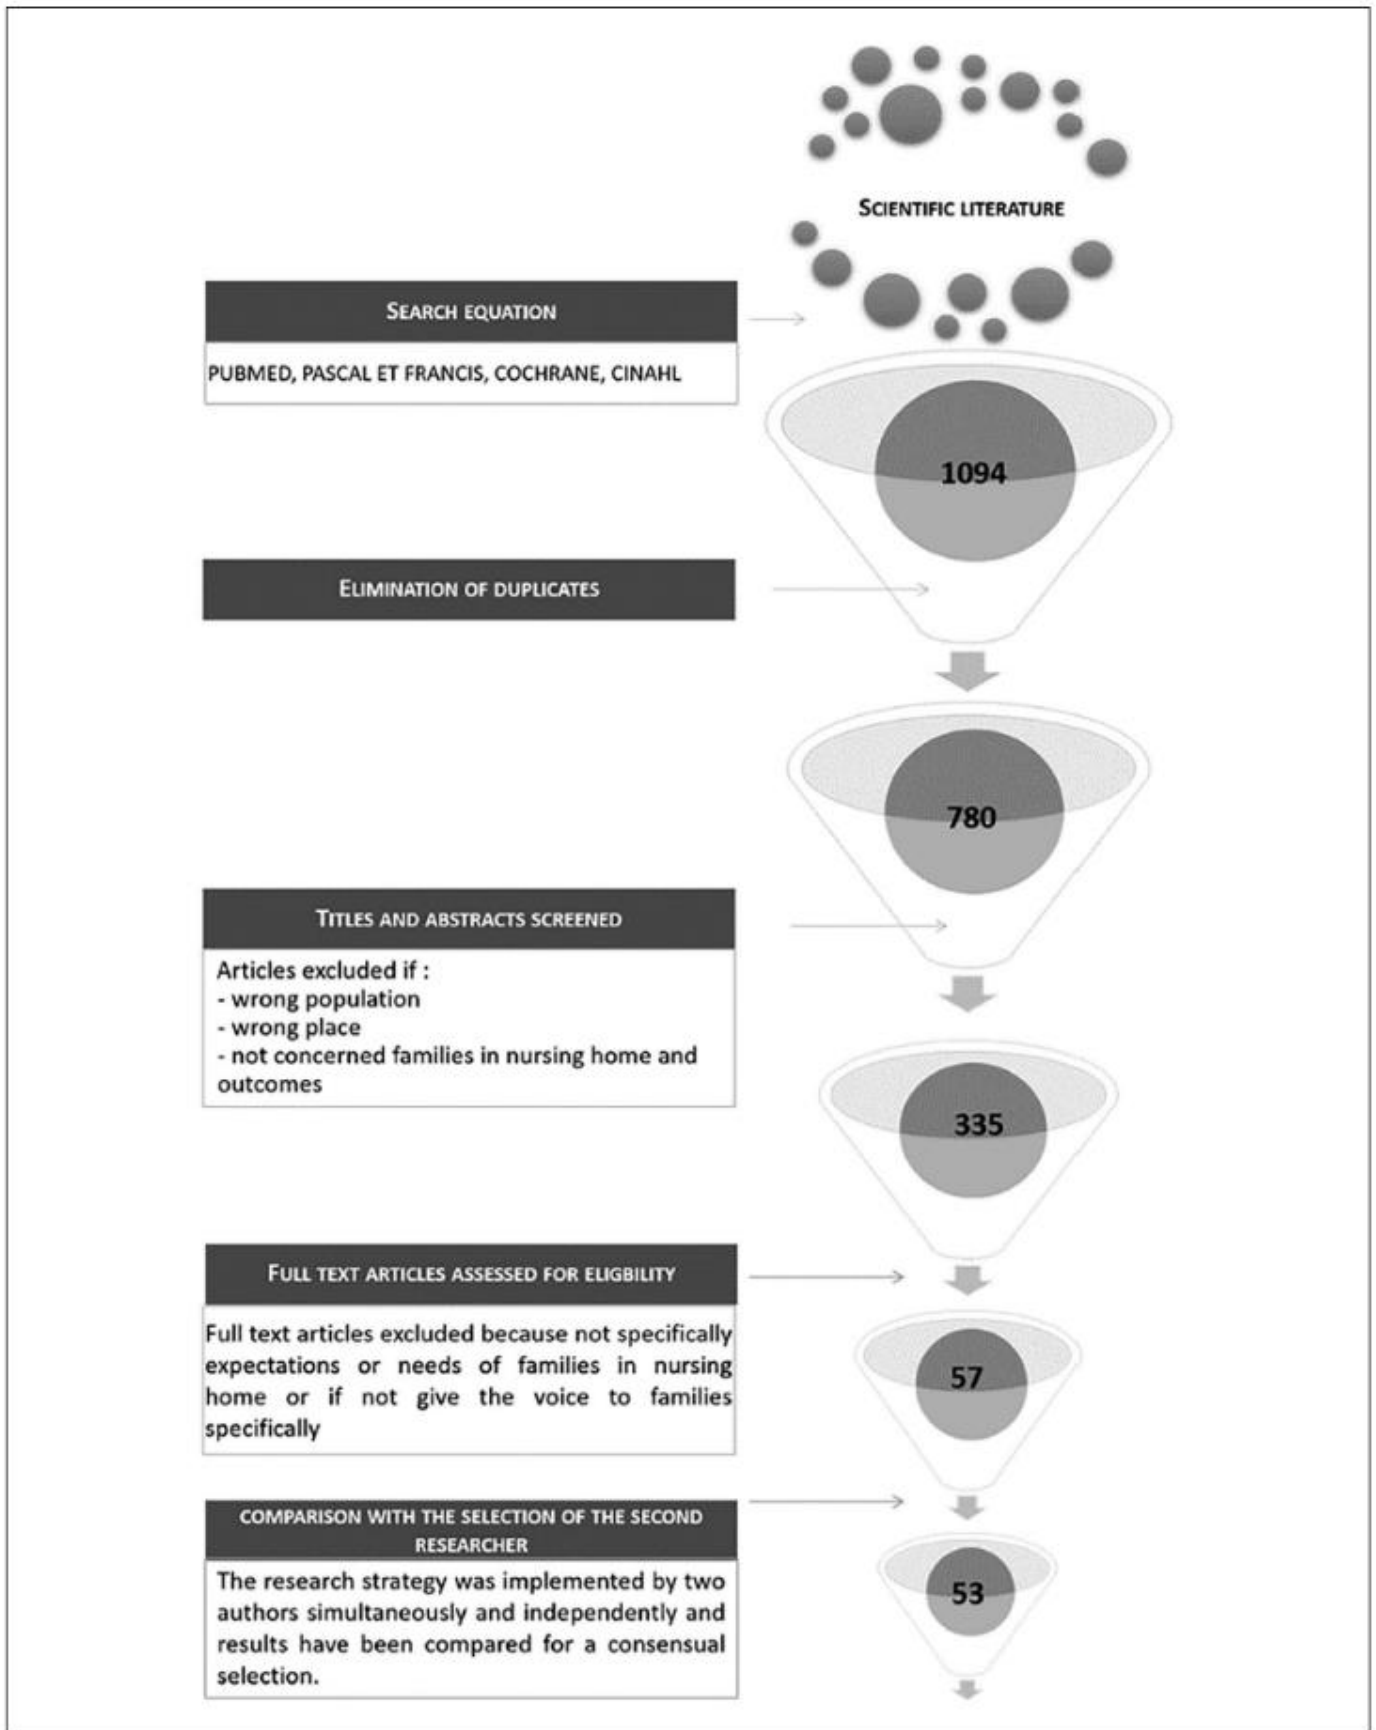 SCIENTIFIC LITERATURE
SEARCH EQUATION
PUBMED, PASCAL ET FRANCIS, COCHRANE, CINAHL
1094
ELIMINATION OF DUPLICATES
780
TITLES AND ABSTRACTS SCREENED
Articles excluded if :
- wrong population
- wrong place
- not concerned families in nursing home and
outcomes
335
FULL TEXT ARTICLES ASSESSED FOR ELIGBILITY
Full text articles excluded because not specifically
expectations or needs of families in nursing
home or if not give the voice to families
specifically
57
COMPARISON WITH THE SELECTION OF THE SECOND
RESEARCHER
The research strategy was implemented by two
authors simultaneously and independently and
results have been compared for a consensual
selection.
53